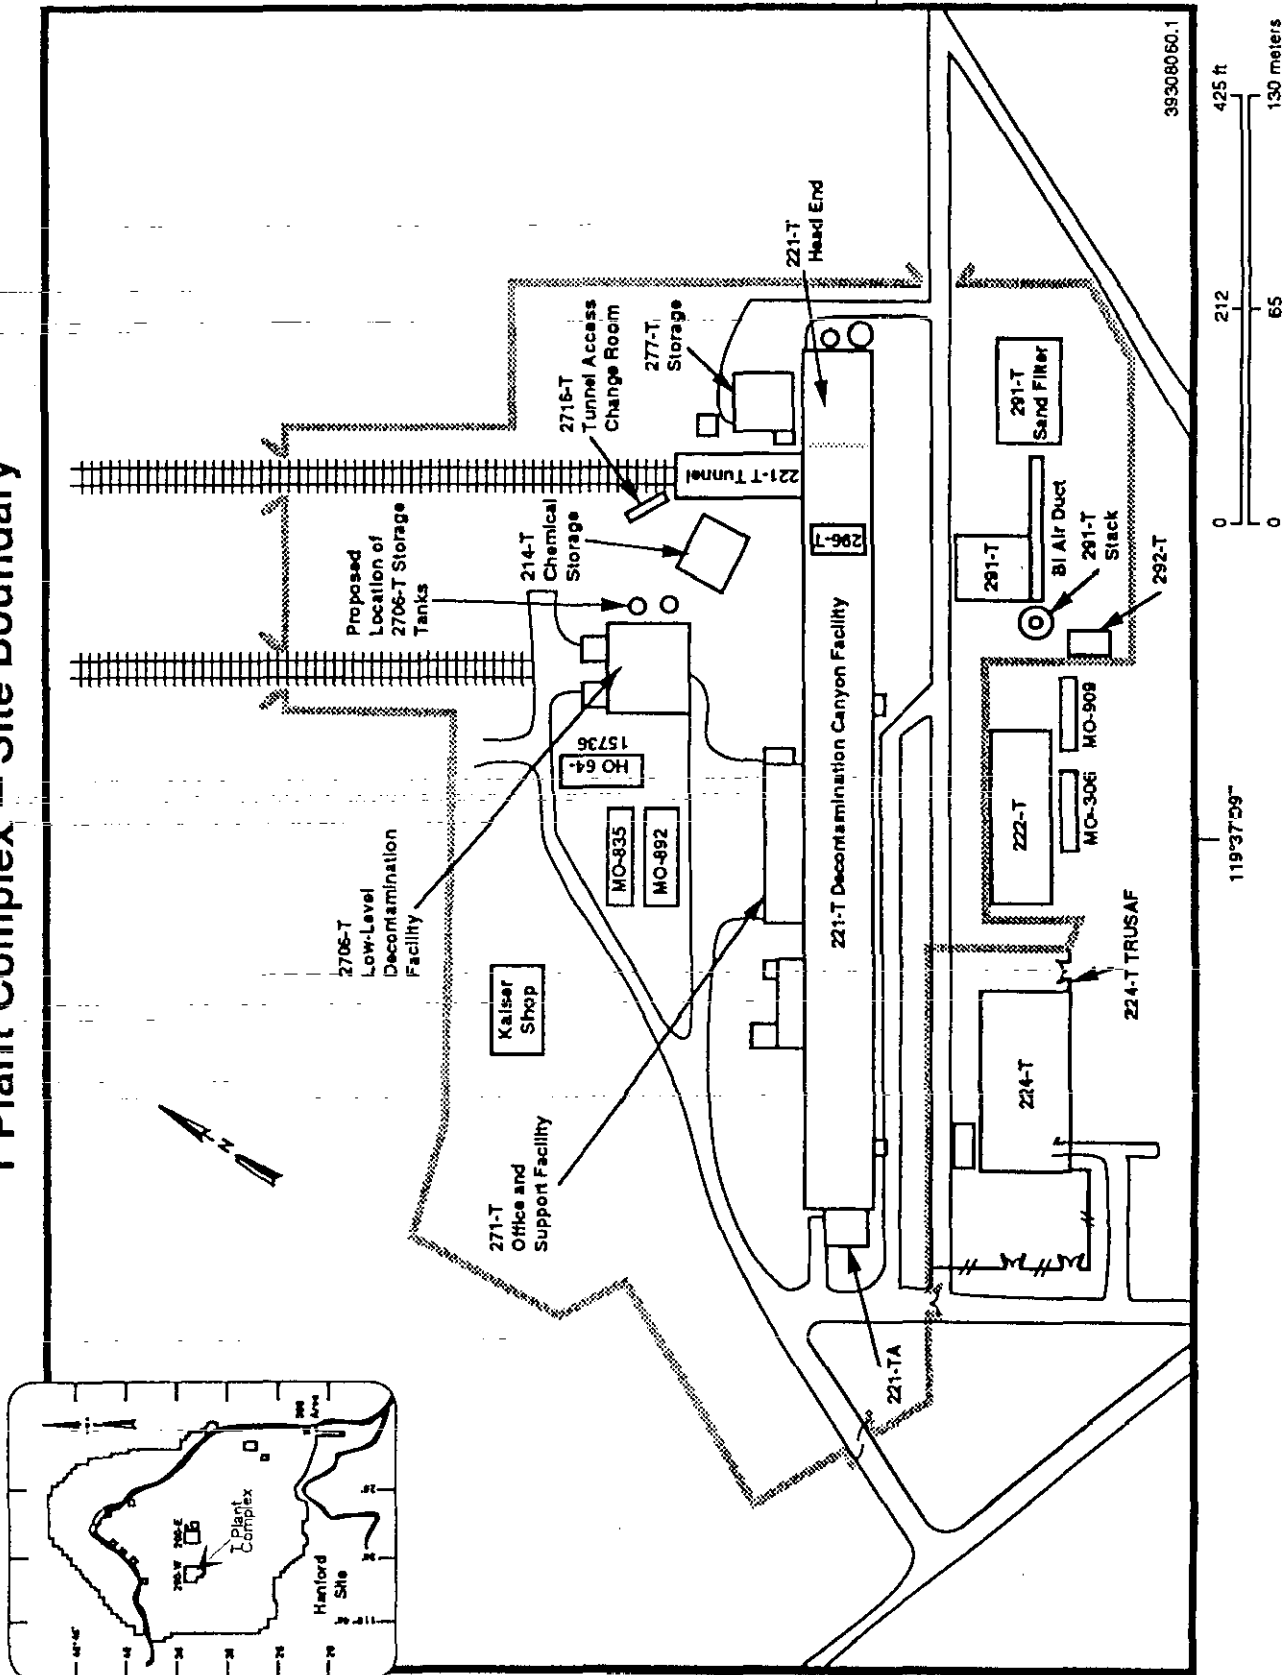 T Plant Complex – Site Boundary
Hanford
Site
T Plant
Complex
200-W
200-E
300
Area
N
2706-T
Low-Level
Decontamination
Facility
Proposed
Location of
2706-T Storage
Tanks
214-T
Chemical
Storage
2716-T
Tunnel Access
Change Room
277-T
Storage
221-T
Head End
Kaiser
Shop
MO-835
MO-892
HO 64-
15736
221-T Tunnel
271-T
Office and
Support Facility
296-T
221-T Decontamination Canyon Facility
221-TA
224-T
224-T TRUSAF
222-T
MO-306
MO-909
291-T
BI Air Duct
291-T
Stack
292-T
291-T
Sand Filter
39308060.1
119°37'09"
0 212 425 ft
0 65 130 meters